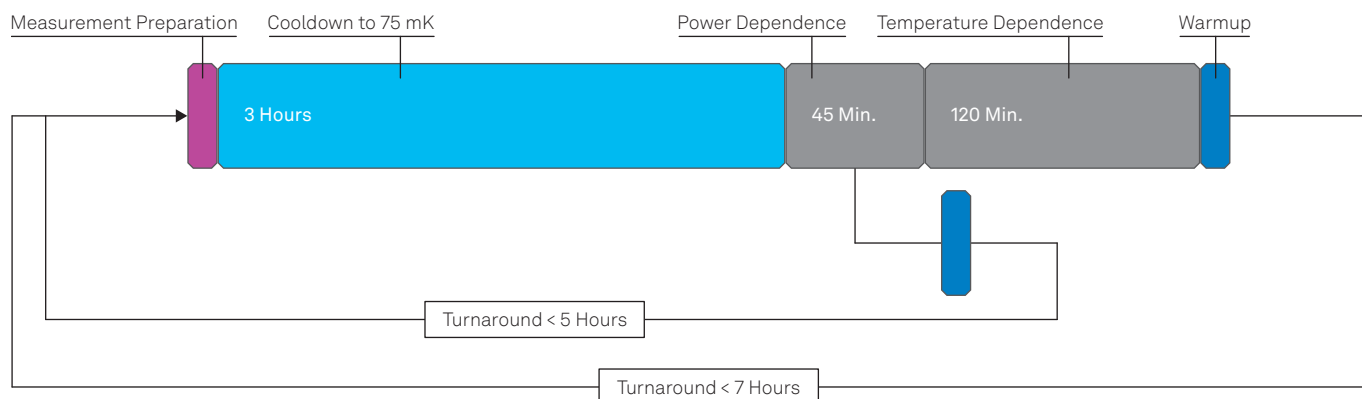 Measurement Preparation
Cooldown to 75 mK
Power Dependence
Temperature Dependence
Warmup
3 Hours
45 Min.
120 Min.
Turnaround < 5 Hours
Turnaround < 7 Hours